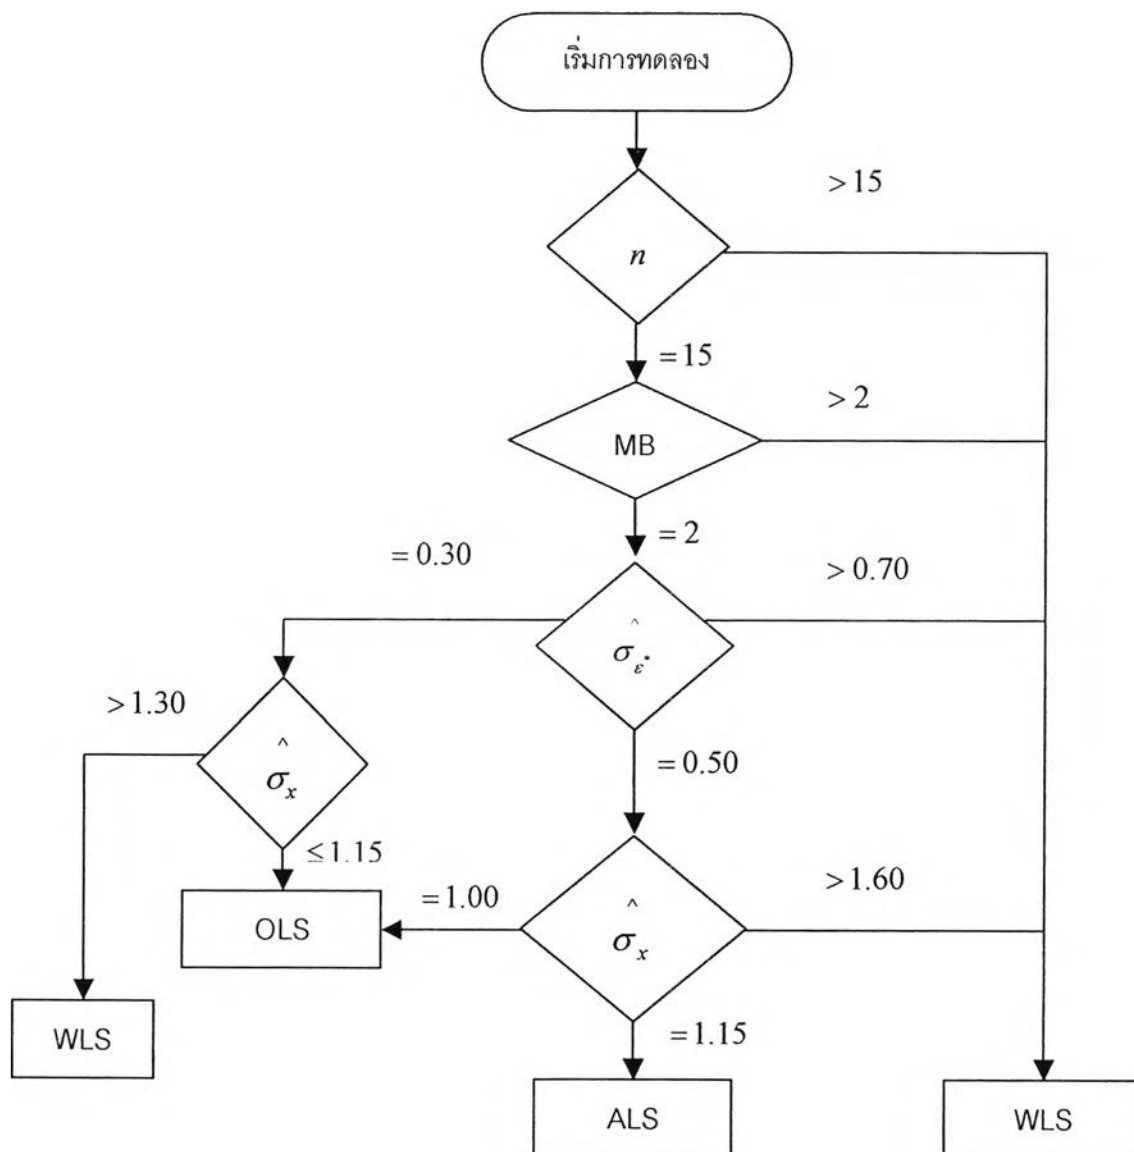 เริ่มการทดลอง
> 15
n
= 15
> 2
MB
= 2
= 0.30
> 0.70
σ̂ε*
> 1.30
σ̂x
= 0.50
≤1.15
=1.00
>1.60
OLS
σ̂x
WLS
=1.15
ALS
WLS